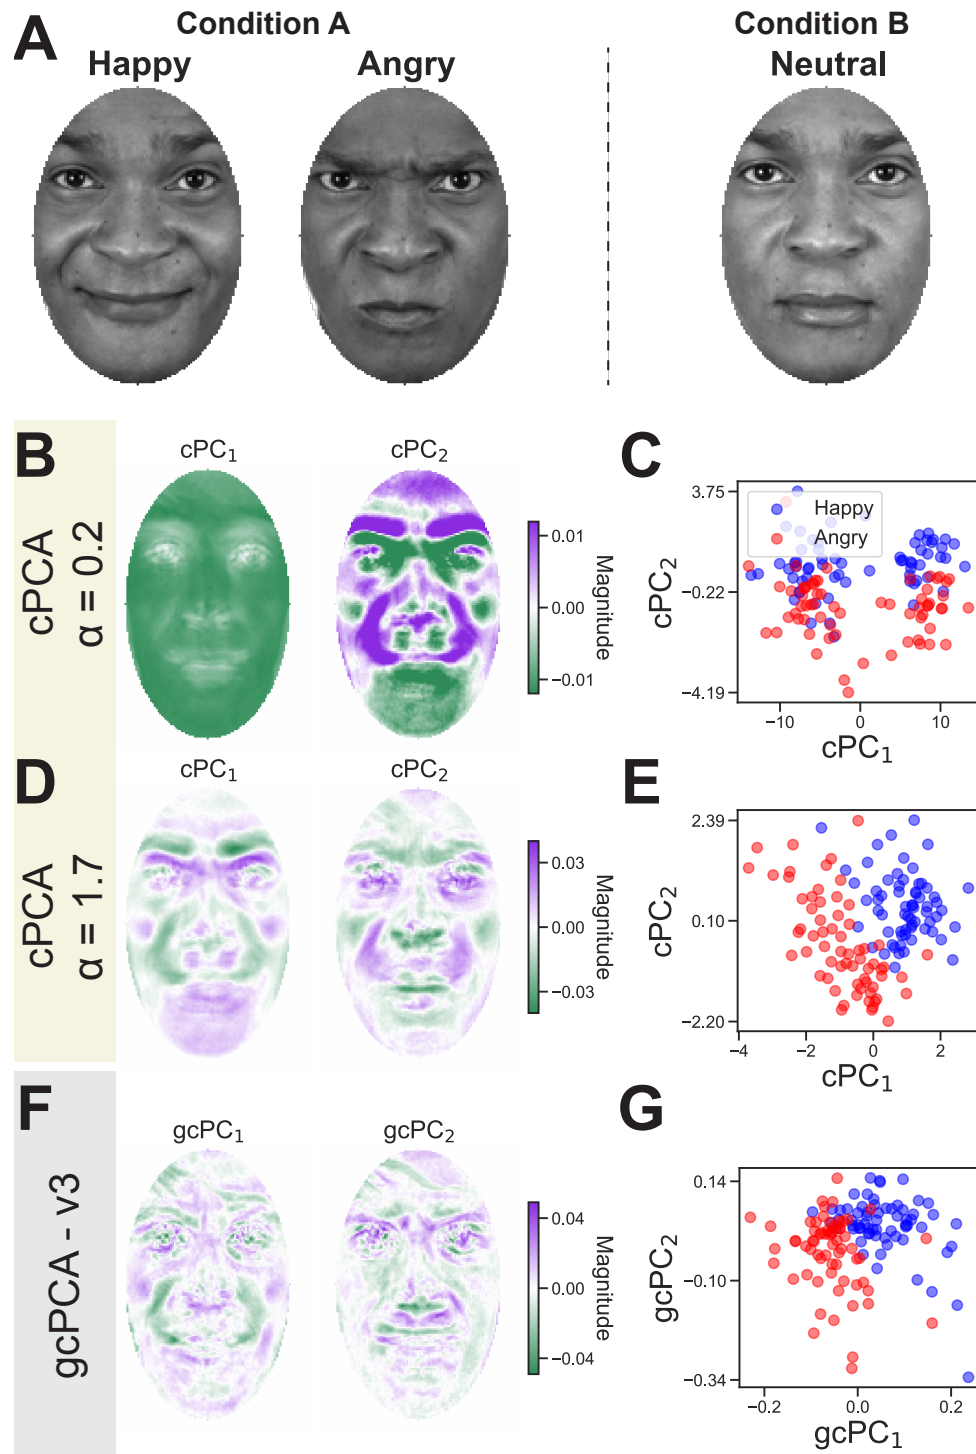 A
Condition A
Condition B
Happy
Angry
Neutral
B
cPCA
α = 0.2
cPC₁
cPC₂
0.01
0.00
−0.01
Magnitude
C
Happy
Angry
3.75
−0.22
−4.19
cPC₂
−10
0
10
cPC₁
D
cPCA
α = 1.7
cPC₁
cPC₂
0.03
0.00
−0.03
Magnitude
E
2.39
0.10
−2.20
cPC₂
−4
−2
0
2
cPC₁
F
gcPCA - v3
gcPC₁
gcPC₂
0.04
0.00
−0.04
Magnitude
G
0.14
−0.10
−0.34
gcPC₂
−0.2
0.0
0.2
gcPC₁